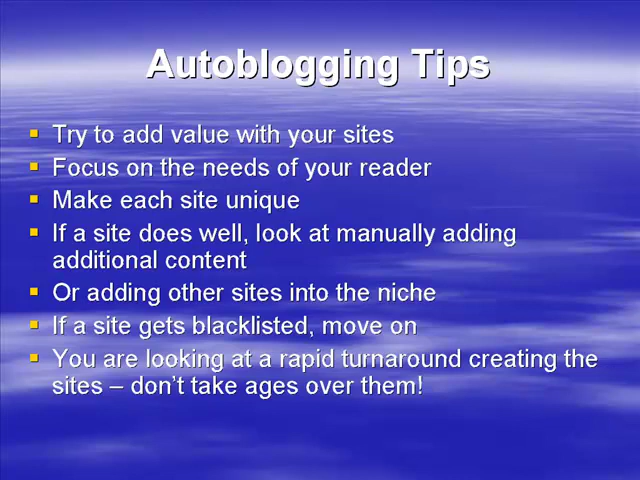 Autoblogging Tips
Try to add value with your sites
Focus on the needs of your reader
Make each site unique
If a site does well, look at manually adding
additional content
Or adding other sites into the niche
If a site gets blacklisted, move on
You are looking at a rapid turnaround creating the
sites – don't take ages over them!